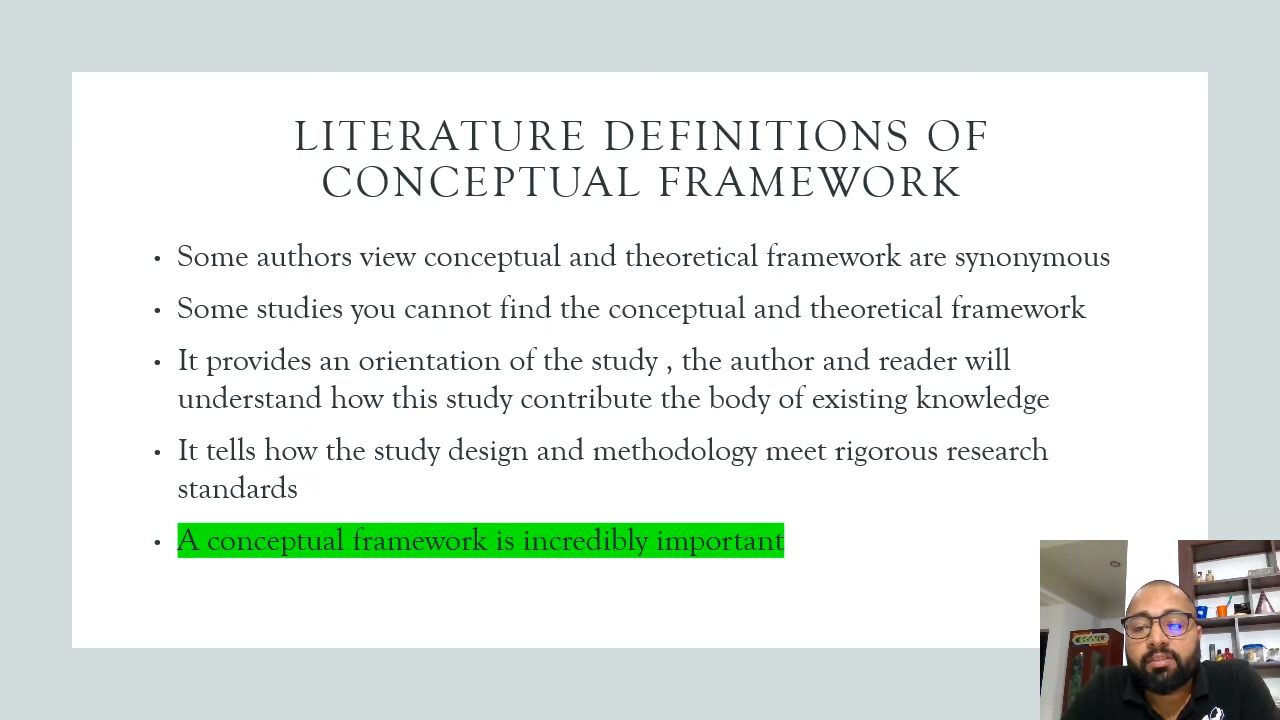 LITERATURE DEFINITIONS OF
CONCEPTUAL FRAMEWORK
• Some authors view conceptual and theoretical framework are synonymous
• Some studies you cannot find the conceptual and theoretical framework
• It provides an orientation of the study , the author and reader will
understand how this study contribute the body of existing knowledge
• It tells how the study design and methodology meet rigorous research
standards
• A conceptual framework is incredibly important